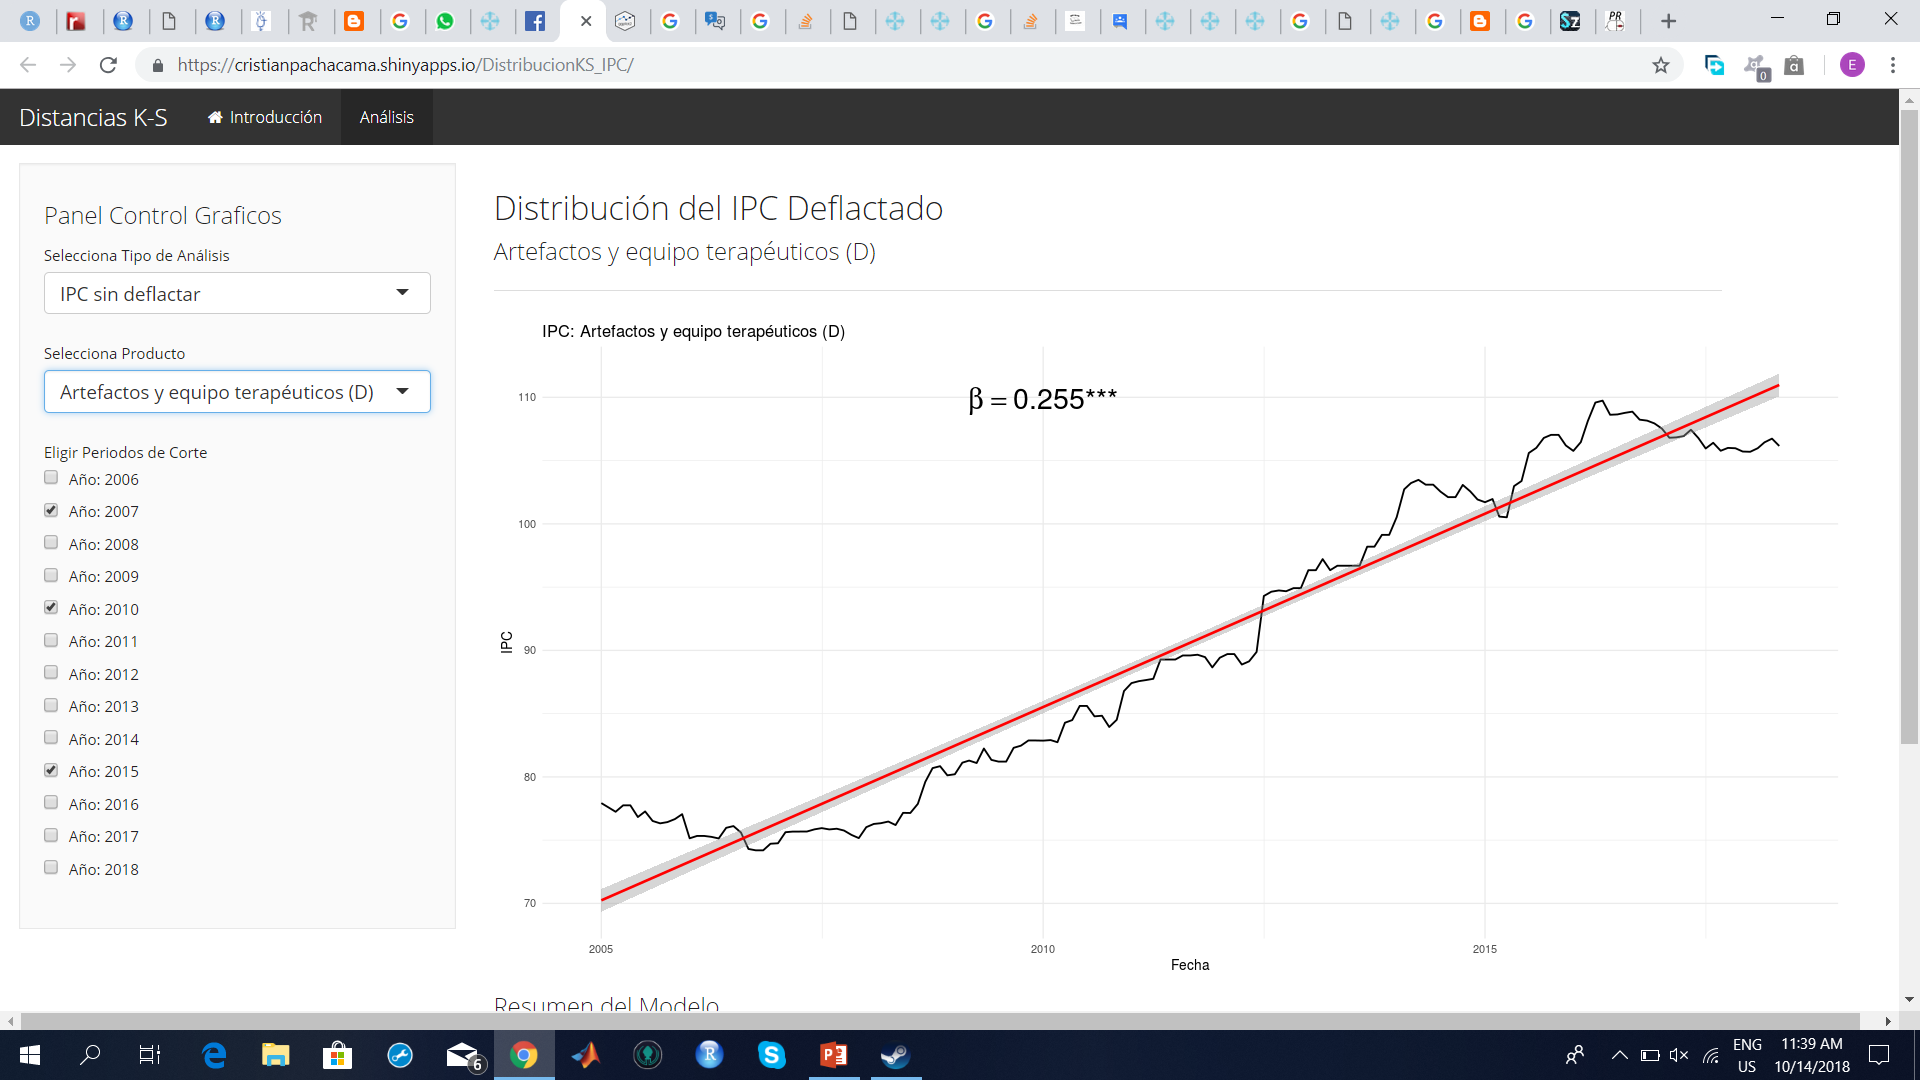 https://cristianpachacama.shinyapps.io/DistribucionKS_IPC/
0
a
E
Distancias K-S
Introducción
Análisis
Panel Control Graficos
Selecciona Tipo de Análisis
IPC sin deflactar
Selecciona Producto
Artefactos y equipo terapéuticos (D)
Eligir Periodos de Corte
Año: 2006
Año: 2007
Año: 2008
Año: 2009
Año: 2010
Año: 2011
Año: 2012
Año: 2013
Año: 2014
Año: 2015
Año: 2016
Año: 2017
Año: 2018
Distribución del IPC Deflactado
Artefactos y equipo terapéuticos (D)
IPC: Artefactos y equipo terapéuticos (D)
β = 0.255***
110
100
90
80
70
IPC
2005
2010
2015
Fecha
Resumen del Modelo
6
ENG
US
11:39 AM
10/14/2018